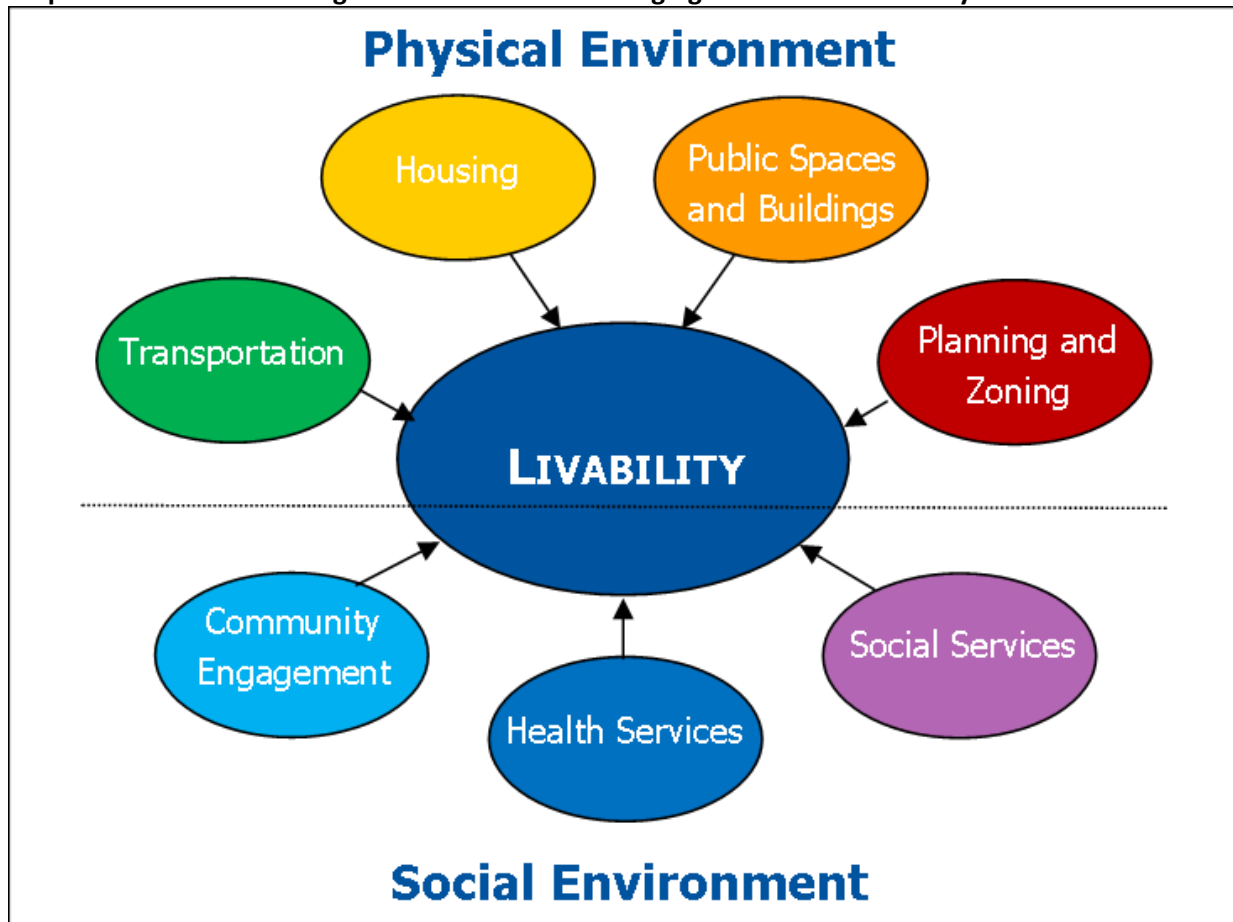 Physical Environment
Housing
Public Spaces
and Buildings
Transportation
Planning and
Zoning
LIVABILITY
Community
Engagement
Health Services
Social Services
Social Environment